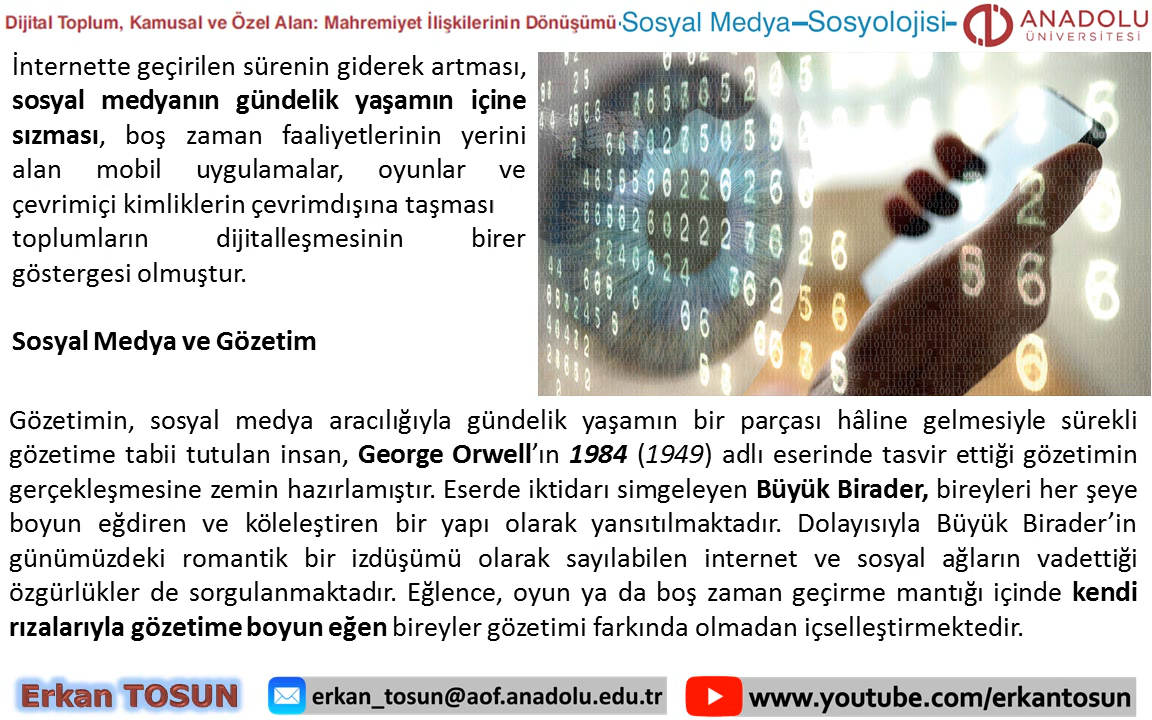 Dijital Toplum, Kamusal ve Özel Alan: Mahremiyet İlişkilerinin Dönüşümü Sosyal Medya Sosyolojisi ANADOLU ÜNİVERSİTESİ
İnternette geçirilen sürenin giderek artması,
sosyal medyanın gündelik yaşamın içine
sızması, boş zaman faaliyetlerinin yerini
alan mobil uygulamalar, oyunlar ve
çevrimiçi kimliklerin çevrimdışına taşması
toplumların dijitalleşmesinin birer
göstergesi olmuştur.
Sosyal Medya ve Gözetim
Gözetimin, sosyal medya aracılığıyla gündelik yaşamın bir parçası hâline gelmesiyle sürekli
gözetime tabii tutulan insan, George Orwell’ın 1984 (1949) adlı eserinde tasvir ettiği gözetimin
gerçekleşmesine zemin hazırlamıştır. Eserde iktidarı simgeleyen Büyük Birader, bireyleri her şeye
boyun eğdiren ve köleleştiren bir yapı olarak yansıtılmaktadır. Dolayısıyla Büyük Birader’in
günümüzdeki romantik bir izdüşümü olarak sayılabilen internet ve sosyal ağların vadettiği
özgürlükler de sorgulanmaktadır. Eğlence, oyun ya da boş zaman geçirme mantığı içinde kendi
rızalarıyla gözetime boyun eğen bireyler gözetimi farkında olmadan içselleştirmektedir.
Erkan TOSUN erkan_tosun@aof.anadolu.edu.tr www.youtube.com/erkantosun